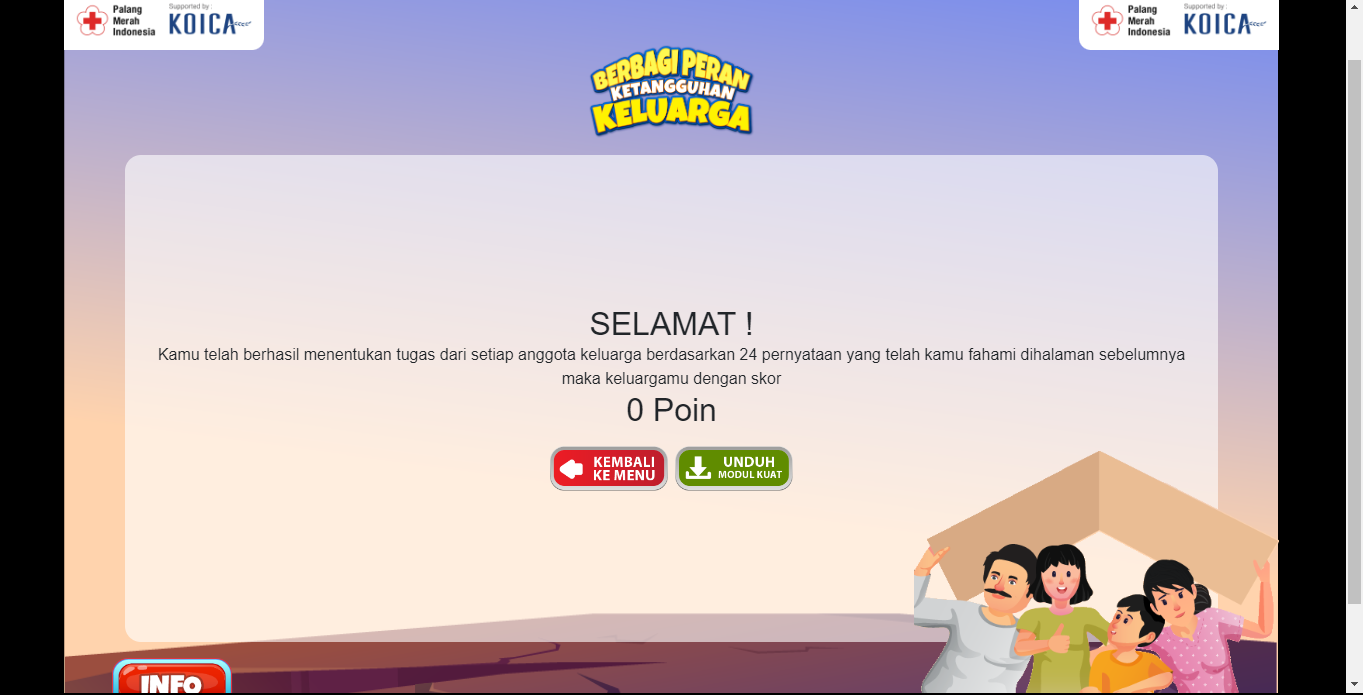 Palang
Merah
Indonesia
Supported by :
KOICA
Palang
Merah
Indonesia
Supported by :
KOICA
BERBAGI PERAN
KETANGGUHAN
KELUARGA
SELAMAT !
Kamu telah berhasil menentukan tugas dari setiap anggota keluarga berdasarkan 24 pernyataan yang telah kamu fahami dihalaman sebelumnya
maka keluargamu dengan skor
0 Poin
KEMBALI
KE MENU
UNDUH
MODUL KUAT
INFO